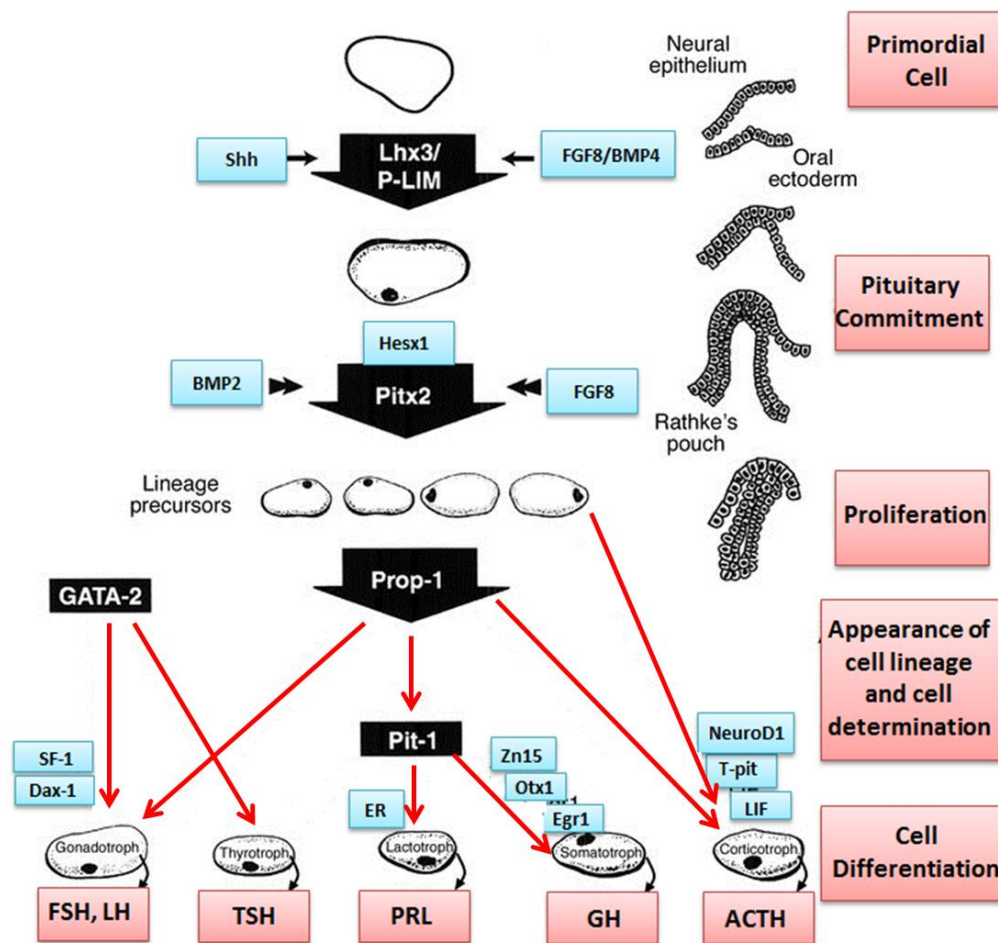 Neural
epithelium
Primordial
Cell
Shh
Lhx3/
P-LIM
FGF8/BMP4
Oral
ectoderm
Pituitary
Commitment
Hesx1
BMP2
Pitx2
FGF8
Rathke's
pouch
Lineage
precursors
Proliferation
Prop-1
GATA-2
Appearance of
cell lineage
and cell
determination
Pit-1
NeuroD1
SF-1
Zn15
T-pit
Dax-1
Otx1
LIF
ER
Egr1
Cell
Differentiation
Gonadotroph
Thyrotroph
Lactotroph
Somatotroph
Corticotroph
FSH, LH
TSH
PRL
GH
ACTH